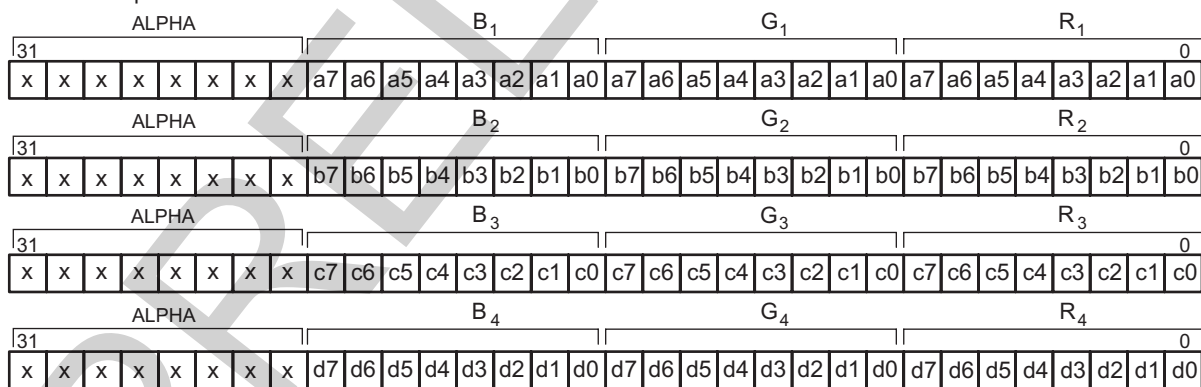 ALPHA B1 G1 R1
31 0
x x x x x x x x a7 a6 a5 a4 a3 a2 a1 a0 a7 a6 a5 a4 a3 a2 a1 a0 a7 a6 a5 a4 a3 a2 a1 a0
ALPHA B2 G2 R2
31 0
x x x x x x x x b7 b6 b5 b4 b3 b2 b1 b0 b7 b6 b5 b4 b3 b2 b1 b0 b7 b6 b5 b4 b3 b2 b1 b0
ALPHA B3 G3 R3
31 0
x x x x x x x x c7 c6 c5 c4 c3 c2 c1 c0 c7 c6 c5 c4 c3 c2 c1 c0 c7 c6 c5 c4 c3 c2 c1 c0
ALPHA B4 G4 R4
31 0
x x x x x x x x d7 d6 d5 d4 d3 d2 d1 d0 d7 d6 d5 d4 d3 d2 d1 d0 d7 d6 d5 d4 d3 d2 d1 d0